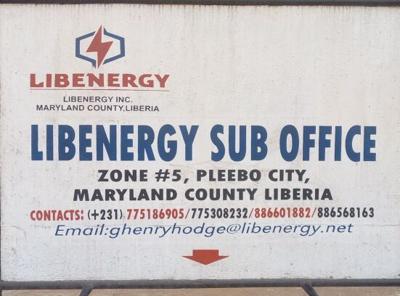 LIBENERGY
LIBENERGY INC.
MARYLAND COUNTY,LIBERIA
LIBENERGY SUB OFFICE
ZONE #5, PLEEBO CITY,
MARYLAND COUNTY LIBERIA
CONTACTS: (+231) 775186905/775308232/886601882/886568163
Email:ghenryhodge@libenergy.net